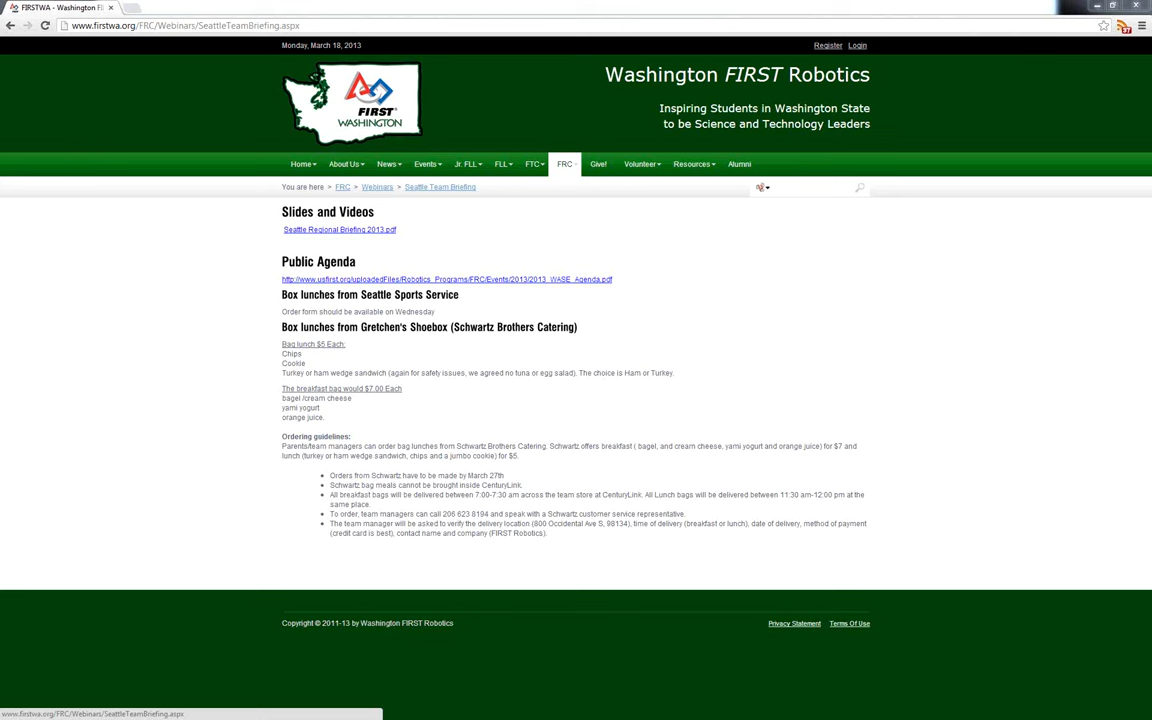 FIRSTWA - Washington FI
www.firstwa.org/FRC/Webinars/SeattleTeamBriefing.aspx
37
Monday, March 18, 2013
Register Login
FIRST®
WASHINGTON
Washington FIRST Robotics
Inspiring Students in Washington State
to be Science and Technology Leaders
Home About Us News Events Jr. FLL FLL FTC FRC Give! Volunteer Resources Alumni
You are here > FRC > Webinars > Seattle Team Briefing
Slides and Videos
Seattle Regional Briefing 2013.pdf
Public Agenda
http://www.usfirst.org/uploadedFiles/Robotics_Programs/FRC/Events/2013/2013_WASE_Agenda.pdf
Box lunches from Seattle Sports Service
Order form should be available on Wednesday
Box lunches from Gretchen's Shoebox (Schwartz Brothers Catering)
Bag lunch $5 Each:
Chips
Cookie
Turkey or ham wedge sandwich (again for safety issues, we agreed no tuna or egg salad). The choice is Ham or Turkey.
The breakfast bag would $7.00 Each
bagel /cream cheese
yami yogurt
orange juice.
Ordering guidelines:
Parents/team managers can order bag lunches from Schwartz Brothers Catering. Schwartz offers breakfast ( bagel, and cream cheese, yami yogurt and orange juice) for $7 and
lunch (turkey or ham wedge sandwich, chips and a jumbo cookie) for $5.
• Orders from Schwartz have to be made by March 27th
• Schwartz bag meals cannot be brought inside CenturyLink.
• All breakfast bags will be delivered between 7:00-7:30 am across the team store at CenturyLink. All Lunch bags will be delivered between 11:30 am-12:00 pm at the
same place.
• To order, team managers can call 206 623 8194 and speak with a Schwartz customer service representative.
• The team manager will be asked to verify the delivery location (800 Occidental Ave S, 98134), time of delivery (breakfast or lunch), date of delivery, method of payment
(credit card is best), contact name and company (FIRST Robotics).
Copyright © 2011-13 by Washington FIRST Robotics
Privacy Statement Terms Of Use
www.firstwa.org/FRC/Webinars/SeattleTeamBriefing.aspx